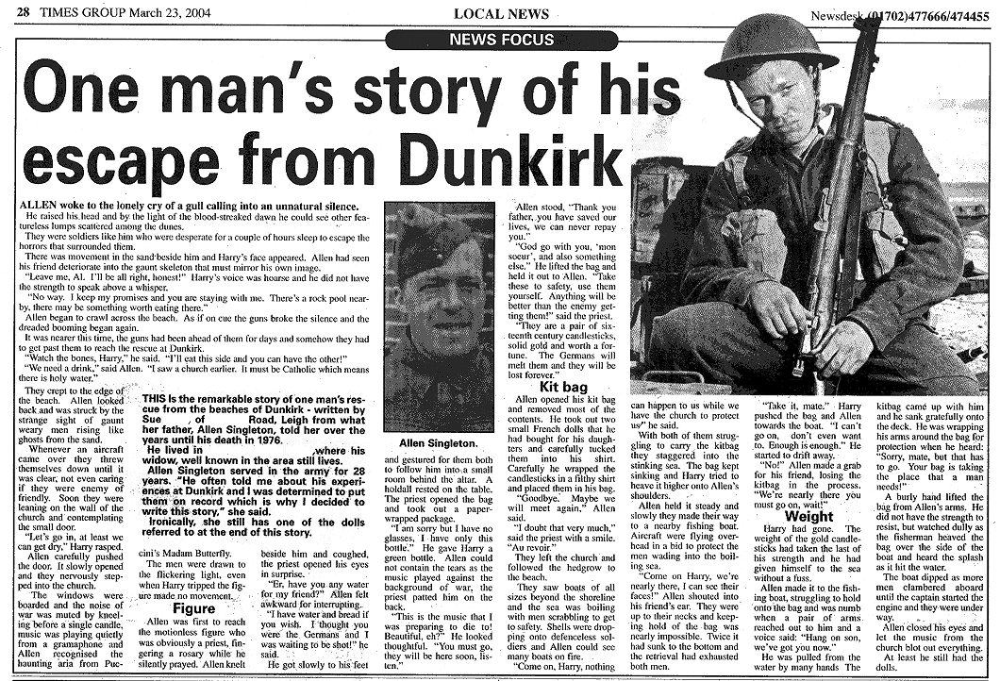 28 TIMES GROUP March 23, 2004
LOCAL NEWS
Newsdesk (01702)477666/474455
NEWS FOCUS
One man's story of his
escape from Dunkirk
ALLEN woke to the lonely cry of a gull calling into an unnatural silence.
He raised his head and by the light of the blood-streaked dawn he could see other fea-
tureless lumps scattered among the dunes.
They were soldiers like him who were desperate for a couple of hours sleep to escape the
horrors that surrounded them.
There was movement in the sand beside him and Harry's face appeared. Allen had seen
his friend deteriorate into the gaunt skeleton that must mirror his own image.
"Leave me, Al. I'll be all right, honest!" Harry's voice was hourse and he did not have
the strength to speak above a whisper.
"No way. I keep my promises and you are staying with me. There's a rock pool near-
by, there may be something worth eating there."
Allen began to crawl across the beach. As if on cue the guns broke the silence and the
dreaded booming began again.
It was nearer this time, the guns had been ahead of them for days and somehow they had
to get past them to reach the rescue at Dunkirk.
"Watch the bones, Harry," he said. "I'll eat this side and you can have the other!"
"We need a drink," said Allen. "I saw a church earlier. It must be Catholic which means
there is holy water."
They crept to the edge of
the beach. Allen looked
back and was struck by the
strange sight of gaunt
weary men rising like
ghosts from the sand.
Whenever an aircraft
came over they threw
themselves down until it
was clear, not even caring
if they were enemy of
friendly. Soon they were
leaning on the wall of the
church and contemplating
the small door.
"Let's go in, at least we
can get dry," Harry rasped.
Allen carefully pushed
the door. It slowly opened
and they nervously step-
ped into the church.
The windows were
boarded and the noise of
war was muted by kneel-
ing before a single candle,
music was playing quietly
from a gramaphone and
Allen recognised the
haunting aria from Puc-
THIS Is the remarkable story of one man's res-
cue from the beaches of Dunkirk - written by
Sue , of Road, Leigh from what
her father, Allen Singleton, told her over the
years until his death in 1976.
He lived in ,where his
widow, well known in the area still lives.
Allen Singleton served in the army for 28
years. "He often told me about his experi-
ences at Dunkirk and I was determined to put
them on record which is why I decided to
write this story," she said.
Ironically, she still has one of the dolls
referred to at the end of this story.
cini's Madam Butterfly.
The men were drawn to
the flickering light, even
when Harry tripped the fig-
ure made no movement.
Figure
Allen was first to reach
the motionless figure who
was obviously a priest, fin-
gering a rosary while he
silently prayed. Allen knelt
beside him and coughed,
the priest opened his eyes
in surprise.
"Er, have you any water
for my friend?" Allen felt
awkward for interrupting.
"I have water and bread if
you wish. I thought you
were the Germans and I
was waiting to be shot!" he
said.
He got slowly to his feet
Allen Singleton.
and gestured for them both
to follow him into a small
room behind the altar. A
holdall rested on the table.
The priest opened the bag
and took out a paper-
wrapped package.
"I am sorry but I have no
glasses, I have only this
bottle." He gave Harry a
green bottle. Allen could
not contain the tears as the
music played against the
background of war, the
priest patted him on the
back.
"This is the music that I
was preparing to die to!
Beautiful, eh?" He looked
thoughtful. "You must go,
they will be here soon, lis-
ten."
Allen stood, "Thank you
father, you have saved our
lives, we can never repay
you."
"God go with you, 'mon
soeur', and also something
else." He lifted the bag and
held it out to Allen. "Take
these to safety, use them
yourself. Anything will be
better than the enemy get-
ting them!" said the priest.
"They are a pair of six-
teenth century candlesticks,
solid gold and worth a for-
tune. The Germans will
melt them and they will be
lost forever."
Kit bag
Allen opened his kit bag
and removed most of the
contents. He took out two
small French dolls that he
had bought for his daugh-
ters and carefully tucked
them into his shirt.
Carefully he wrapped the
candlesticks in a filthy shirt
and placed them in his bag.
"Goodbye. Maybe we
will meet again," Allen
said.
"I doubt that very much,"
said the priest with a smile.
"Au revoir."
They left the church and
followed the hedgrow to
the beach.
They saw boats of all
sizes beyond the shoreline
and the sea was boiling
with men scrambling to get
to safety. Shells were drop-
ping onto defenceless sol-
diers and Allen could see
many boats on fire.
"Come on, Harry, nothing
can happen to us while we
have the church to protect
us" he said.
With both of them strug-
gling to carry the kitbag
they staggered into the
stinking sea. The bag kept
sinking and Harry tried to
heave it higher onto Allen's
shoulders.
Allen held it steady and
slowly they made their way
to a nearby fishing boat.
Aircraft were flying over-
head in a bid to protect the
men wading into the boil-
ing sea.
"Come on Harry, we're
nearly there, I can see their
faces!" Allen shouted into
his friend's ear. They were
up to their necks and keep-
ing hold of the bag was
nearly impossible. Twice it
had sunk to the bottom and
the retrieval had exhausted
both men.
"Take it, mate." Harry
pushed the bag and Allen
towards the boat. "I can't
go on, don't even want
to. Enough is enough." He
started to drift away.
"No!" Allen made a grab
for his friend, losing the
kitbag in the process.
"We're nearly there you
must go on, wait!"
Weight
Harry had gone. The
weight of the gold candle-
sticks had taken the last of
his strength and he had
given himself to the sea
without a fuss.
Allen made it to the fish-
ing boat, struggling to hold
onto the bag and was numb
when a pair of arms
reached out to him and a
voice said: "Hang on son,
we've got you now."
He was pulled from the
water by many hands The
kitbag came up with him
and he sank gratefully onto
the deck. He was wrapping
his arms around the bag for
protection when he heard;
"Sorry, mate, but that has
to go. Your bag is taking
the place that a man
needs!"
A burly hand lifted the
bag from Allen's arms. He
did not have the strength to
resist, but watched dully as
the fisherman heaved the
bag over the side of the
boat and heard the splash
as it hit the water.
The boat dipped as more
men clambered aboard
until the captain started the
engine and they were under
way.
Allen closed his eyes and
let the music from the
church blot out everything.
At least he still had the
dolls.